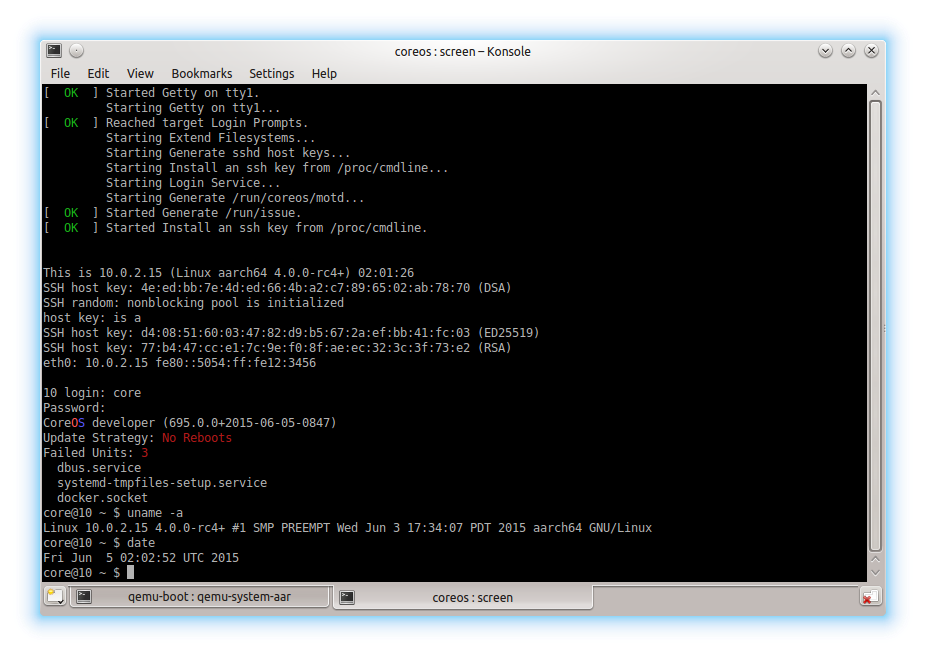 coreos : screen – Konsole
File Edit View Bookmarks Settings Help
[  OK  ] Started Getty on tty1.
         Starting Getty on tty1...
[  OK  ] Reached target Login Prompts.
         Starting Extend Filesystems...
         Starting Generate sshd host keys...
         Starting Install an ssh key from /proc/cmdline...
         Starting Login Service...
         Starting Generate /run/coreos/motd...
[  OK  ] Started Generate /run/issue.
[  OK  ] Started Install an ssh key from /proc/cmdline.
This is 10.0.2.15 (Linux aarch64 4.0.0-rc4+) 02:01:26
SSH host key: 4e:ed:bb:7e:4d:ed:66:4b:a2:c7:89:65:02:ab:78:70 (DSA)
SSH random: nonblocking pool is initialized
host key: is a
SSH host key: d4:08:51:60:03:47:82:d9:b5:67:2a:ef:bb:41:fc:03 (ED25519)
SSH host key: 77:b4:47:cc:e1:7c:9e:f0:8f:ae:ec:32:3c:3f:73:e2 (RSA)
eth0: 10.0.2.15 fe80::5054:ff:fe12:3456
10 login: core
Password:
CoreOS developer (695.0.0+2015-06-05-0847)
Update Strategy: No Reboots
Failed Units: 3
  dbus.service
  systemd-tmpfiles-setup.service
  docker.socket
core@10 ~ $ uname -a
Linux 10.0.2.15 4.0.0-rc4+ #1 SMP PREEMPT Wed Jun 3 17:34:07 PDT 2015 aarch64 GNU/Linux
core@10 ~ $ date
Fri Jun  5 02:02:52 UTC 2015
core@10 ~ $
qemu-boot : qemu-system-aar
coreos : screen